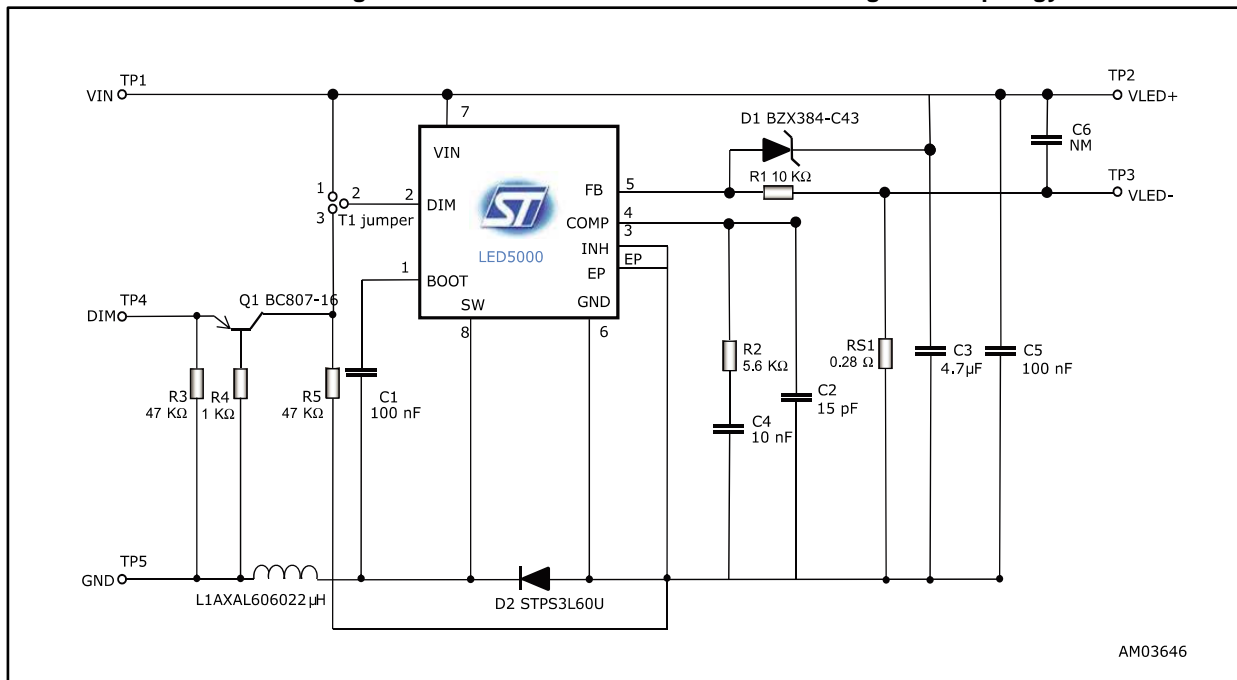 TP1
VIN
TP2
VLED+
7
VIN
D1 BZX384-C43
C6
NM
1
2
2
DIM
3
T1 jumper
ST
LED5000
FB
5
R1 10 KΩ
TP3
VLED-
COMP
4
3
INH
EP
EP
1
BOOT
SW
GND
8
6
TP4
DIM
Q1 BC807-16
R3
47 KΩ
R4
1 KΩ
R5
47 KΩ
C1
100 nF
R2
5.6 KΩ
C4
10 nF
C2
15 pF
RS1
0.28 Ω
C3
4.7µF
C5
100 nF
TP5
GND
L1AXAL606022µH
D2 STPS3L60U
AM03646